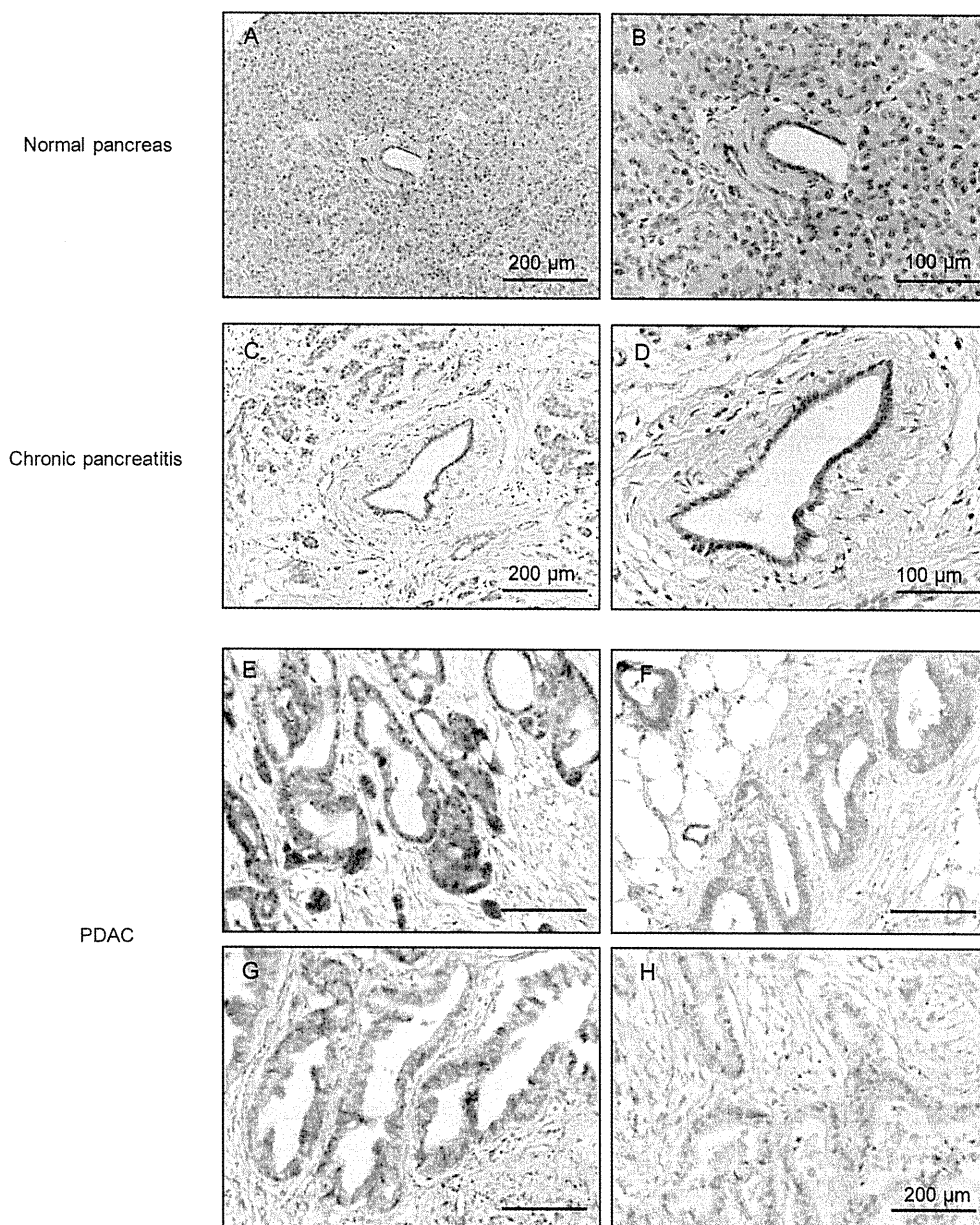 Normal pancreas
A
200 µm
B
100 µm
Chronic pancreatitis
C
200 µm
D
100 µm
PDAC
E
F
G
H
200 µm